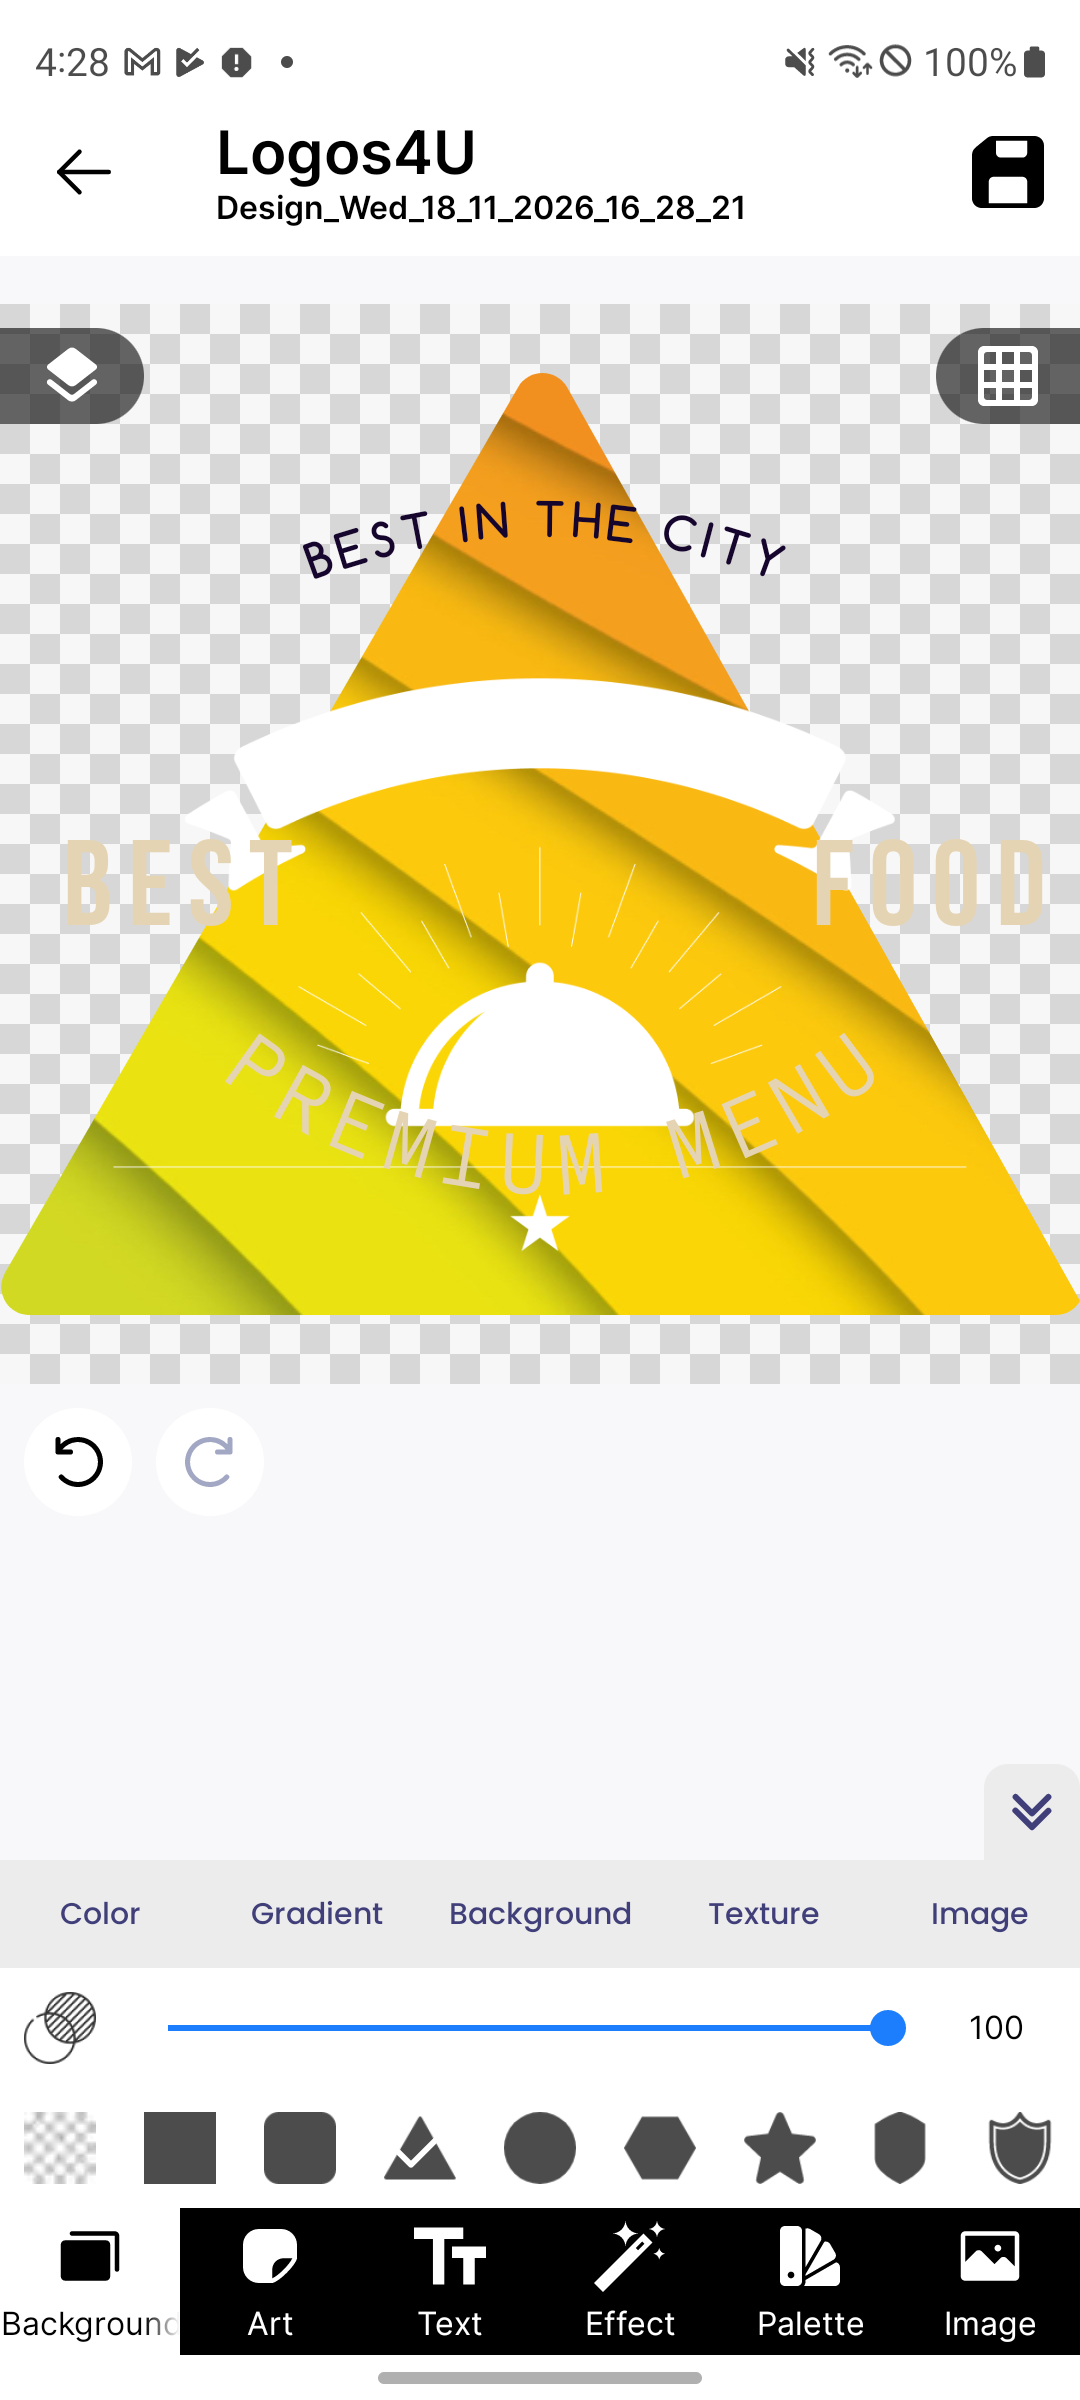 4:28
100%
Logos4U
Design_Wed_18_11_2026_16_28_21
BEST IN THE CITY
BEST FOOD
PREMIUM MENU
Color Gradient Background Texture Image
100
Background Art Text Effect Palette Image